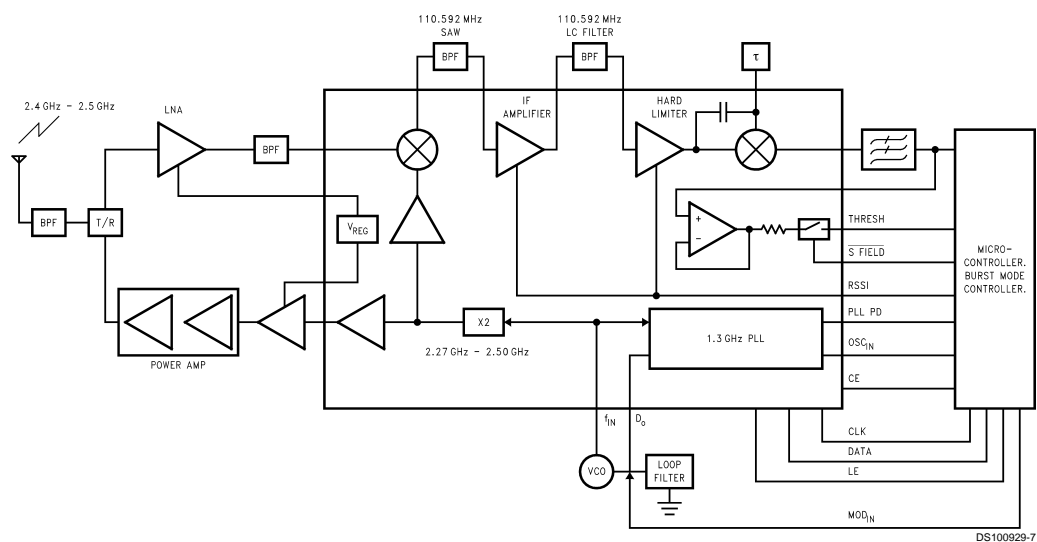 110.592 MHz
SAW
BPF
110.592 MHz
LC FILTER
BPF
τ
2.4 GHz – 2.5 GHz
LNA
IF
AMPLIFIER
HARD
LIMITER
BPF
BPF
T/R
VREG
+
–
THRESH
S FIELD
RSSI
PLL PD
OSCIN
CE
MICRO-
CONTROLLER.
BURST MODE
CONTROLLER.
POWER AMP
X2
2.27 GHz – 2.50 GHz
1.3 GHz PLL
fIN
Do
VCO
LOOP
FILTER
CLK
DATA
LE
MODIN
DS100929-7